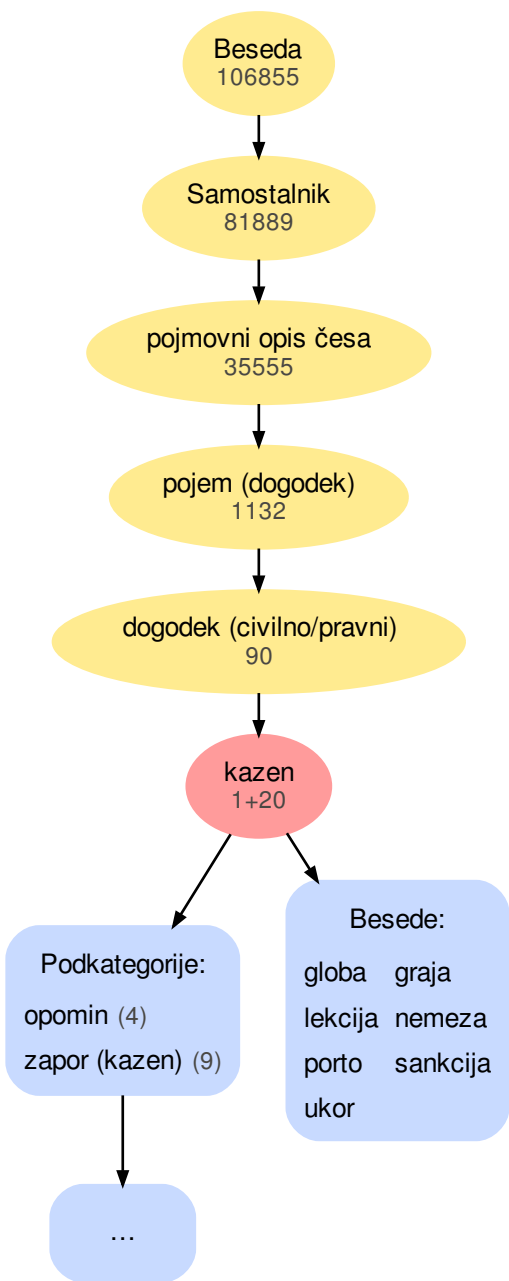 Beseda
106855
Samostalnik
81889
pojmovni opis česa
35555
pojem (dogodek)
1132
dogodek (civilno/pravni)
90
kazen
1+20
Podkategorije:
opomin (4)
zapor (kazen) (9)
...
Besede:
globa graja
lekcija nemeza
porto sankcija
ukor